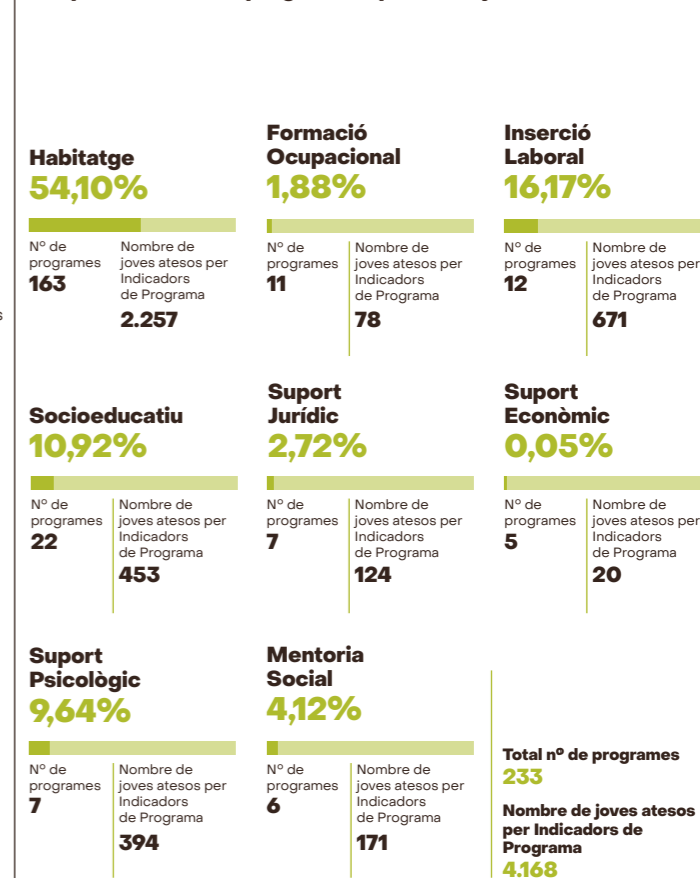 Habitatge
54,10%
Nº de
programes
163
Nombre de
joves atesos per
Indicadors
de Programa
2.257
Formació
Ocupacional
1,88%
Nº de
programes
11
Nombre de
joves atesos per
Indicadors
de Programa
78
Inserció
Laboral
16,17%
Nº de
programes
12
Nombre de
joves atesos per
Indicadors
de Programa
671
Socioeducatiu
10,92%
Nº de
programes
22
Nombre de
joves atesos per
Indicadors
de Programa
453
Suport
Jurídic
2,72%
Nº de
programes
7
Nombre de
joves atesos per
Indicadors
de Programa
124
Suport
Econòmic
0,05%
Nº de
programes
5
Nombre de
joves atesos per
Indicadors
de Programa
20
Suport
Psicològic
9,64%
Nº de
programes
7
Nombre de
joves atesos per
Indicadors
de Programa
394
Mentoria
Social
4,12%
Nº de
programes
6
Nombre de
joves atesos per
Indicadors
de Programa
171
Total nº de programes
233
Nombre de joves atesos
per Indicadors de
Programa
4.168